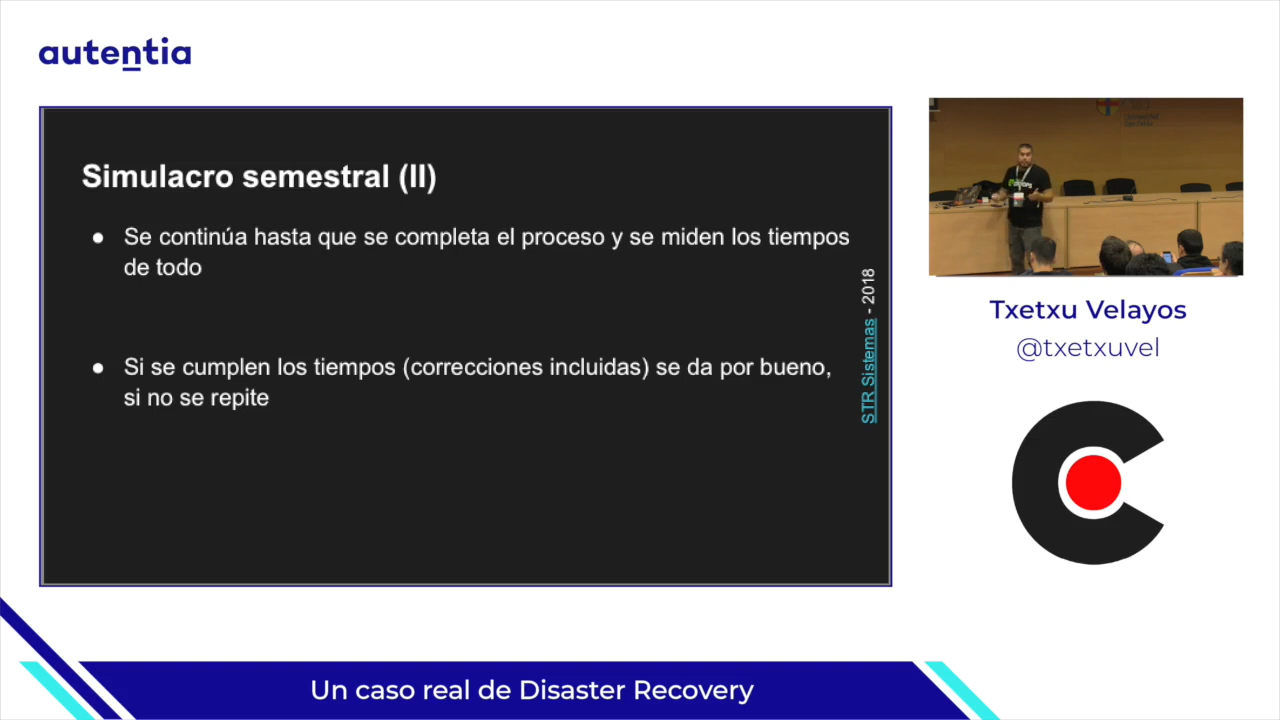 autentia
Simulacro semestral (II)
● Se continúa hasta que se completa el proceso y se miden los tiempos
de todo
● Si se cumplen los tiempos (correcciones incluidas) se da por bueno,
si no se repite
STR Sistemas - 2018
Txetxu Velayos
@txetxuvel
Un caso real de Disaster Recovery